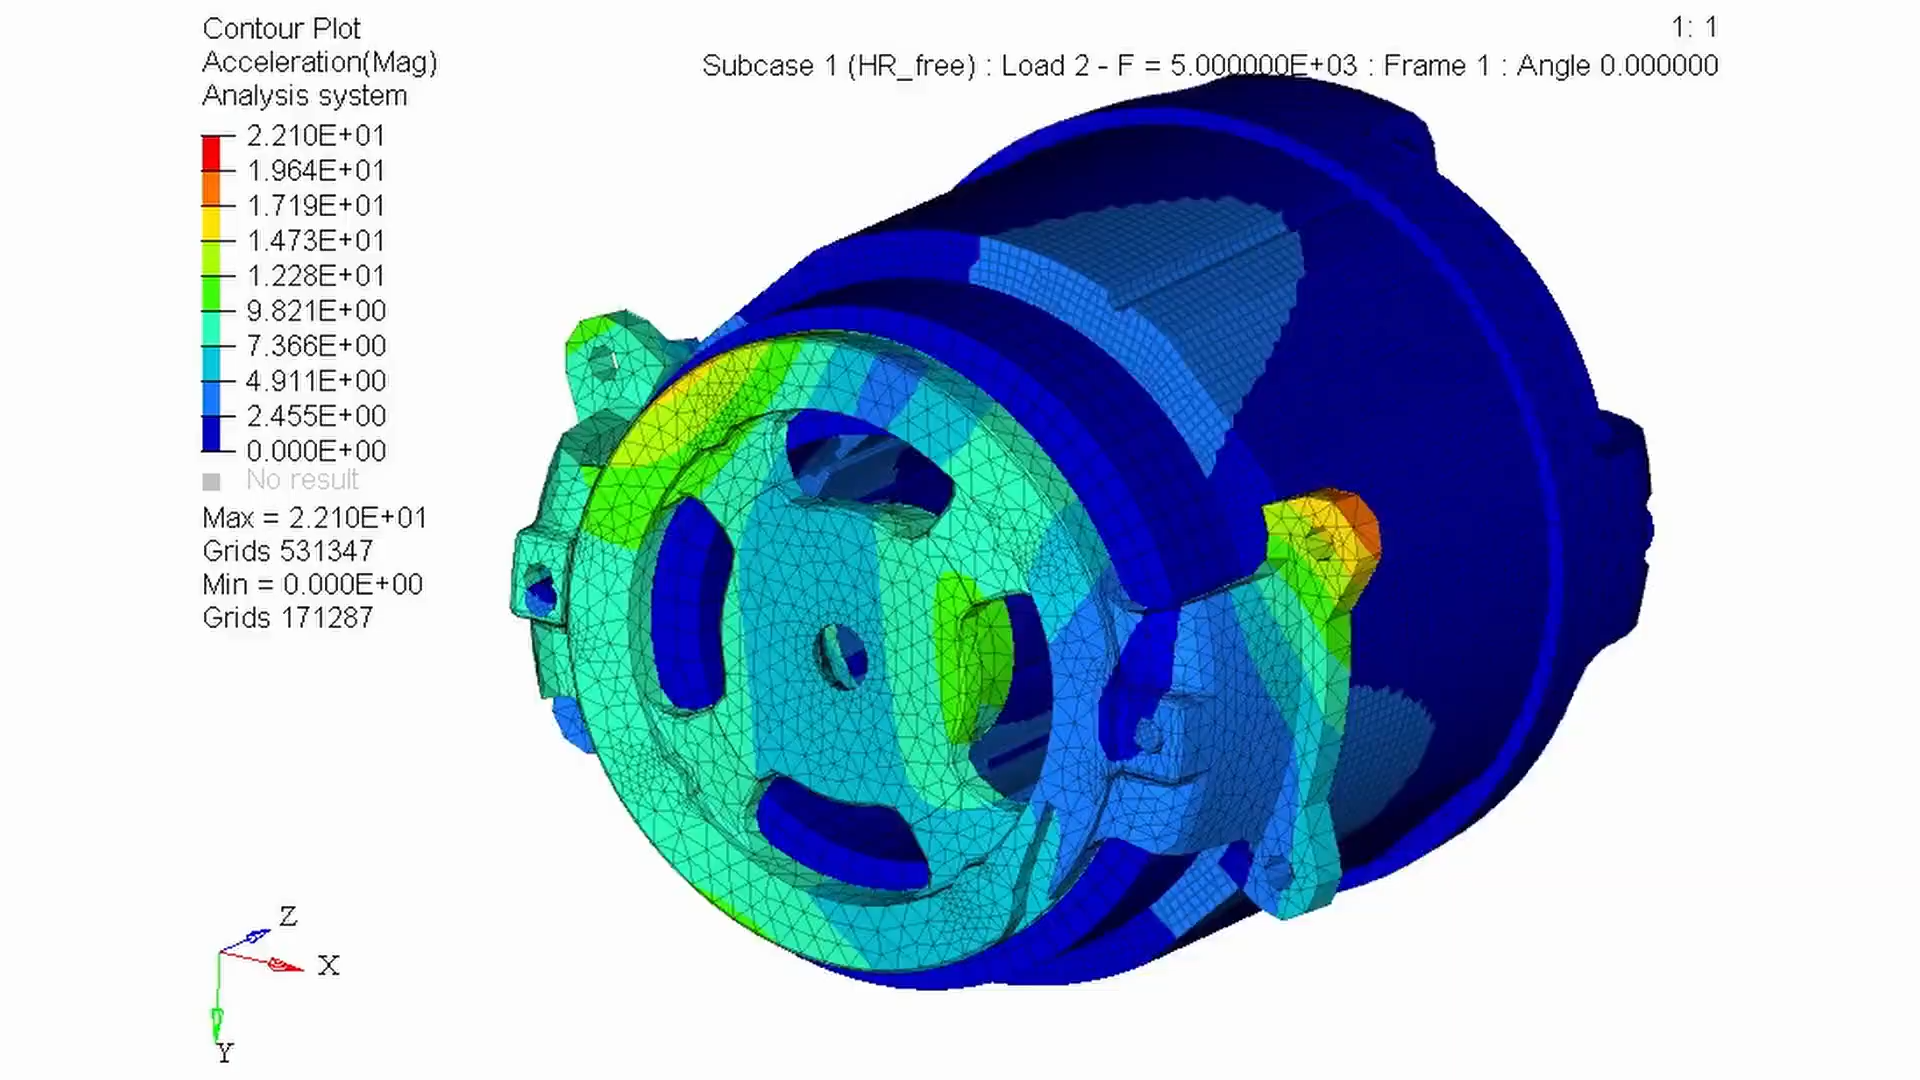 Contour Plot
Acceleration(Mag)
Analysis system
1: 1
Subcase 1 (HR_free) : Load 2 - F = 5.000000E+03 : Frame 1 : Angle 0.000000
2.210E+01
1.964E+01
1.719E+01
1.473E+01
1.228E+01
9.821E+00
7.366E+00
4.911E+00
2.455E+00
0.000E+00
No result
Max = 2.210E+01
Grids 531347
Min = 0.000E+00
Grids 171287
Z
X
Y